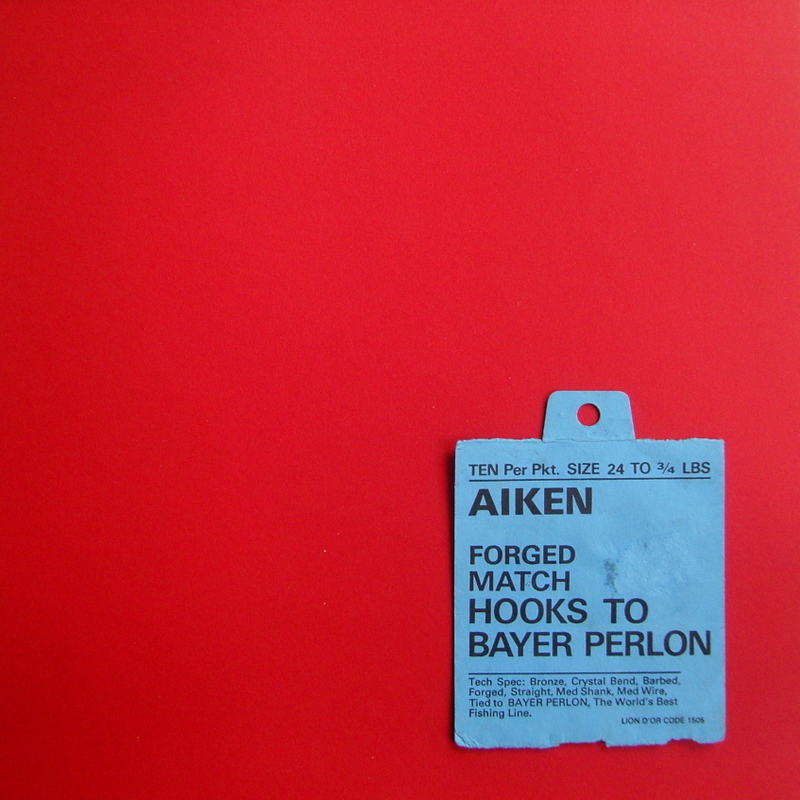 TEN Per Pkt. SIZE 24 TO ¾ LBS
AIKEN
FORGED
MATCH
HOOKS TO
BAYER PERLON
Tech Spec: Bronze, Crystal Bend, Barbed,
Forged, Straight, Med Shank, Med Wire,
Tied to BAYER PERLON, The World's Best
Fishing Line.
LION D'OR CODE 1505